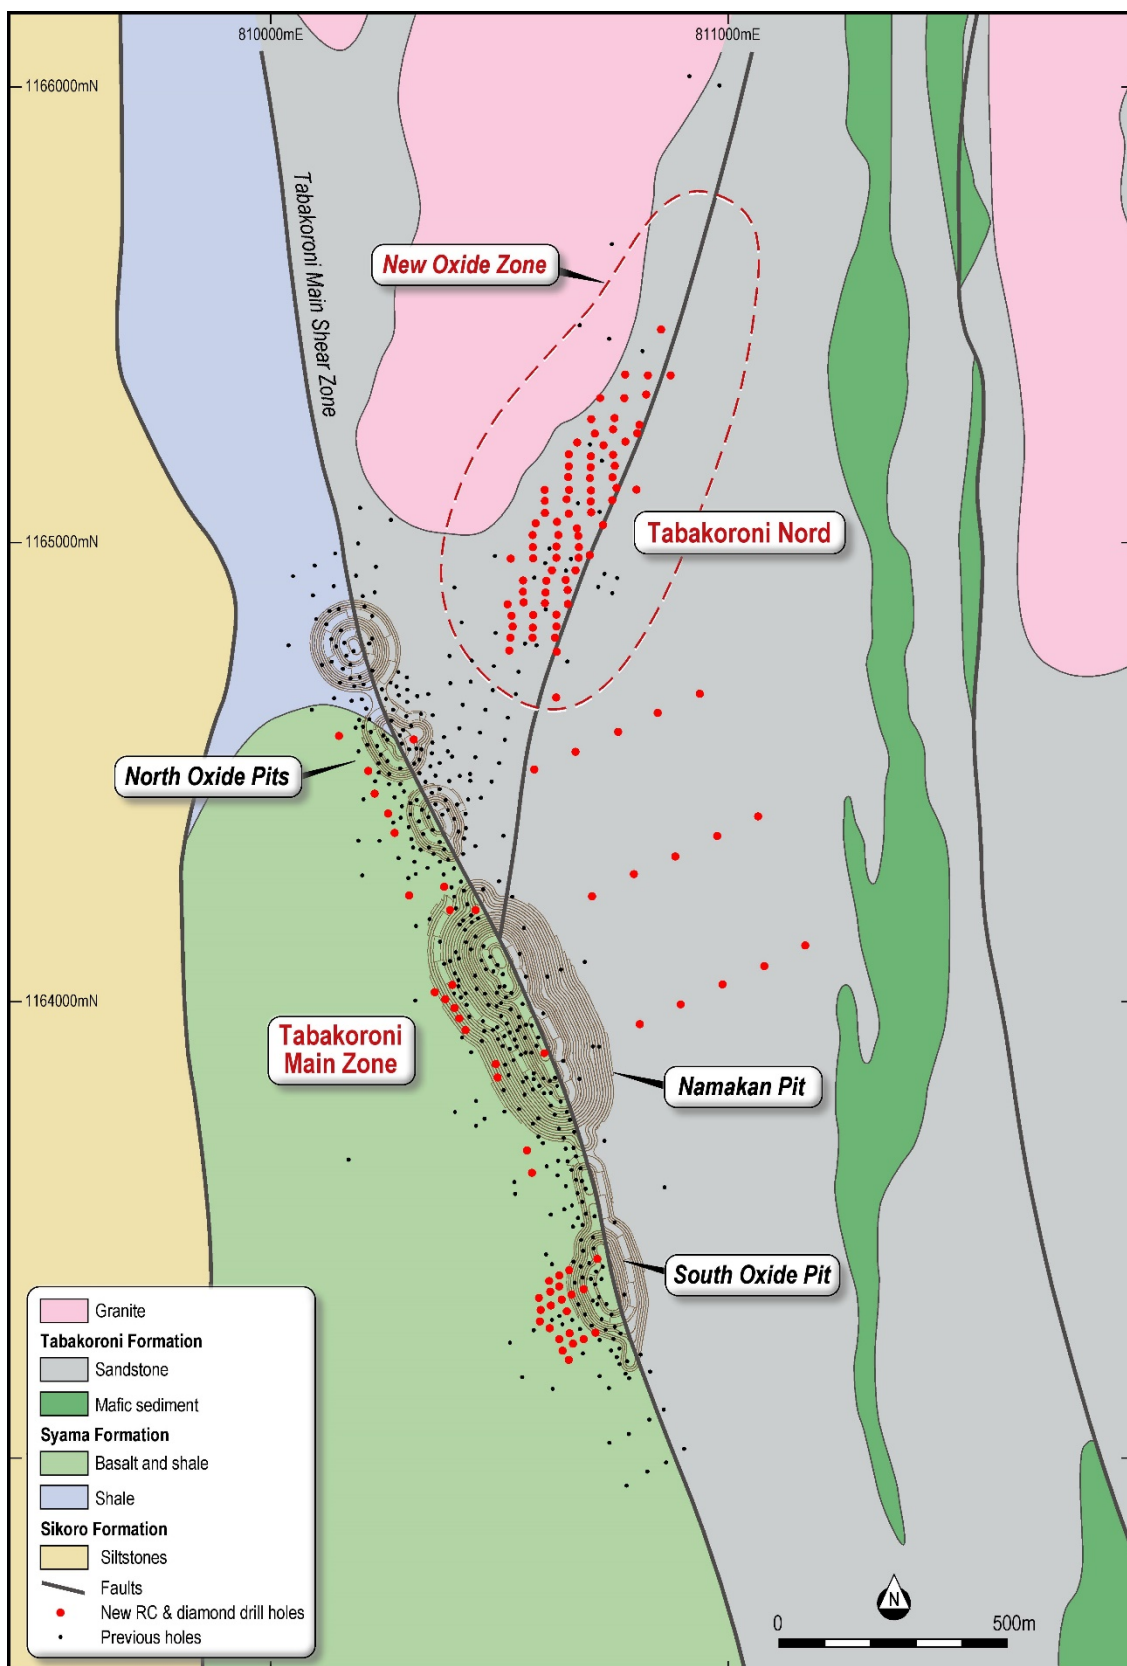 810000mE
811000mE
1166000mN
Tabakoroni Main Shear Zone
New Oxide Zone
Tabakoroni Nord
1165000mN
North Oxide Pits
1164000mN
Tabakoroni
Main Zone
Namakan Pit
South Oxide Pit
Granite
Tabakoroni Formation
Sandstone
Mafic sediment
Syama Formation
Basalt and shale
Shale
Sikoro Formation
Siltstones
Faults
New RC & diamond drill holes
Previous holes
N
0
500m